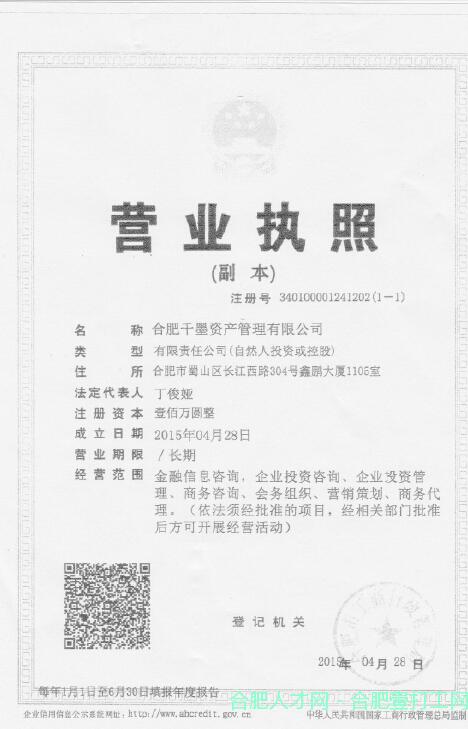 营业执照
(副 本)
注册号 340100001241202(1-1)
名 称 合肥千墨资产管理有限公司
类 型 有限责任公司(自然人投资或控股)
住 所 合肥市蜀山区长江西路304号鑫鹏大厦1105室
法定代表人 丁俊娅
注册资本 壹佰万圆整
成立日期 2015年04月28日
营业期限 / 长期
经营范围 金融信息咨询，企业投资咨询、企业投资管
理、商务咨询、会务组织、营销策划、商务代
理。（依法须经批准的项目，经相关部门批准
后方可开展经营活动）
登记机关
2015年 04月 28日
每年1月1日至6月30日填报年度报告
合肥人才网 - 合肥壹打工网
企业信用信息公示系统网址：http://www.ahcredit.gov.cn
中华人民共和国国家工商行政管理总局监制